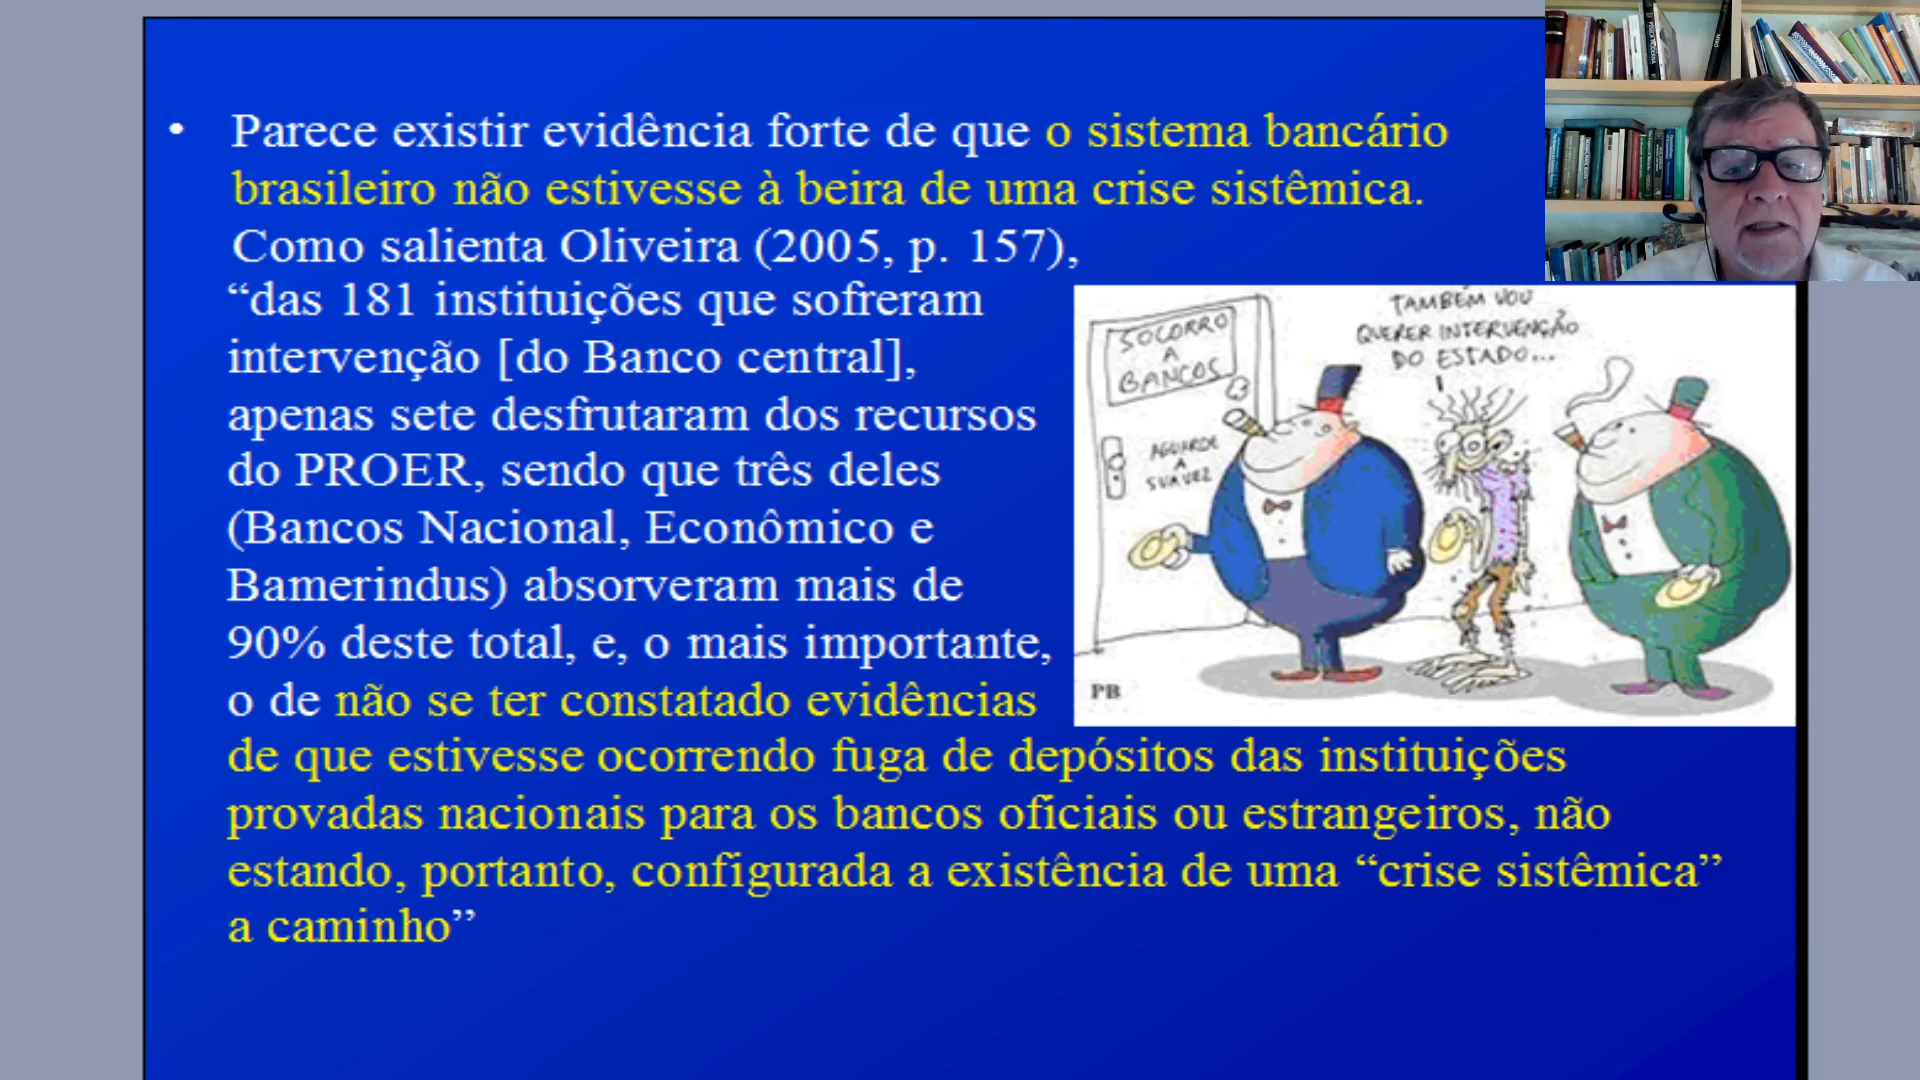 • Parece existir evidência forte de que o sistema bancário
brasileiro não estivesse à beira de uma crise sistêmica.
Como salienta Oliveira (2005, p. 157),
“das 181 instituições que sofreram
intervenção [do Banco central],
apenas sete desfrutaram dos recursos
do PROER, sendo que três deles
(Bancos Nacional, Econômico e
Bamerindus) absorveram mais de
90% deste total, e, o mais importante,
o de não se ter constatado evidências
de que estivesse ocorrendo fuga de depósitos das instituições
provadas nacionais para os bancos oficiais ou estrangeiros, não
estando, portanto, configurada a existência de uma “crise sistêmica”
a caminho”
SOCORRO
A
BANCOS
AGUARDE
A
SUA VEZ
TAMBÉM VOU
QUERER INTERVENÇÃO
DO ESTADO...
PB